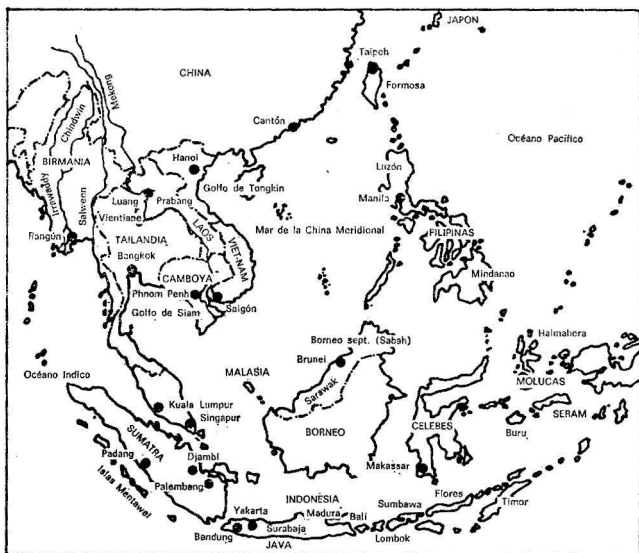 JAPON
Taipeh
CHINA
Formosa
Mekong
Chindwin
Cantón
Océano Pacífico
Hanoi
BIRMANIA
Luzón
Irrawaddy
Salween
Luang
Prabang
Golfo de Tongkin
Manila
Vientiane
Mar de la China Meridional
Rangún
LAOS
VIET-NAM
TAILANDIA
FILIPINAS
Bangkok
CAMBOYA
Mindanao
Phnom Penh
Saigón
Golfo de Siam
Borneo sept. (Sabah)
Halmahera
Brunei
Océano Indico
MALASIA
MOLUCAS
Sarawak
Kuala Lumpur
SERAM
Singapur
CELEBES
Buru
SUMATRA
BORNEO
Padang
Djambi
Makassar
Islas Mentawei
Palembang
Flores
INDONESIA
Sumbawa
Timor
Yakarta
Madura
Bali
Bandung
Surabaja
Lombok
JAVA